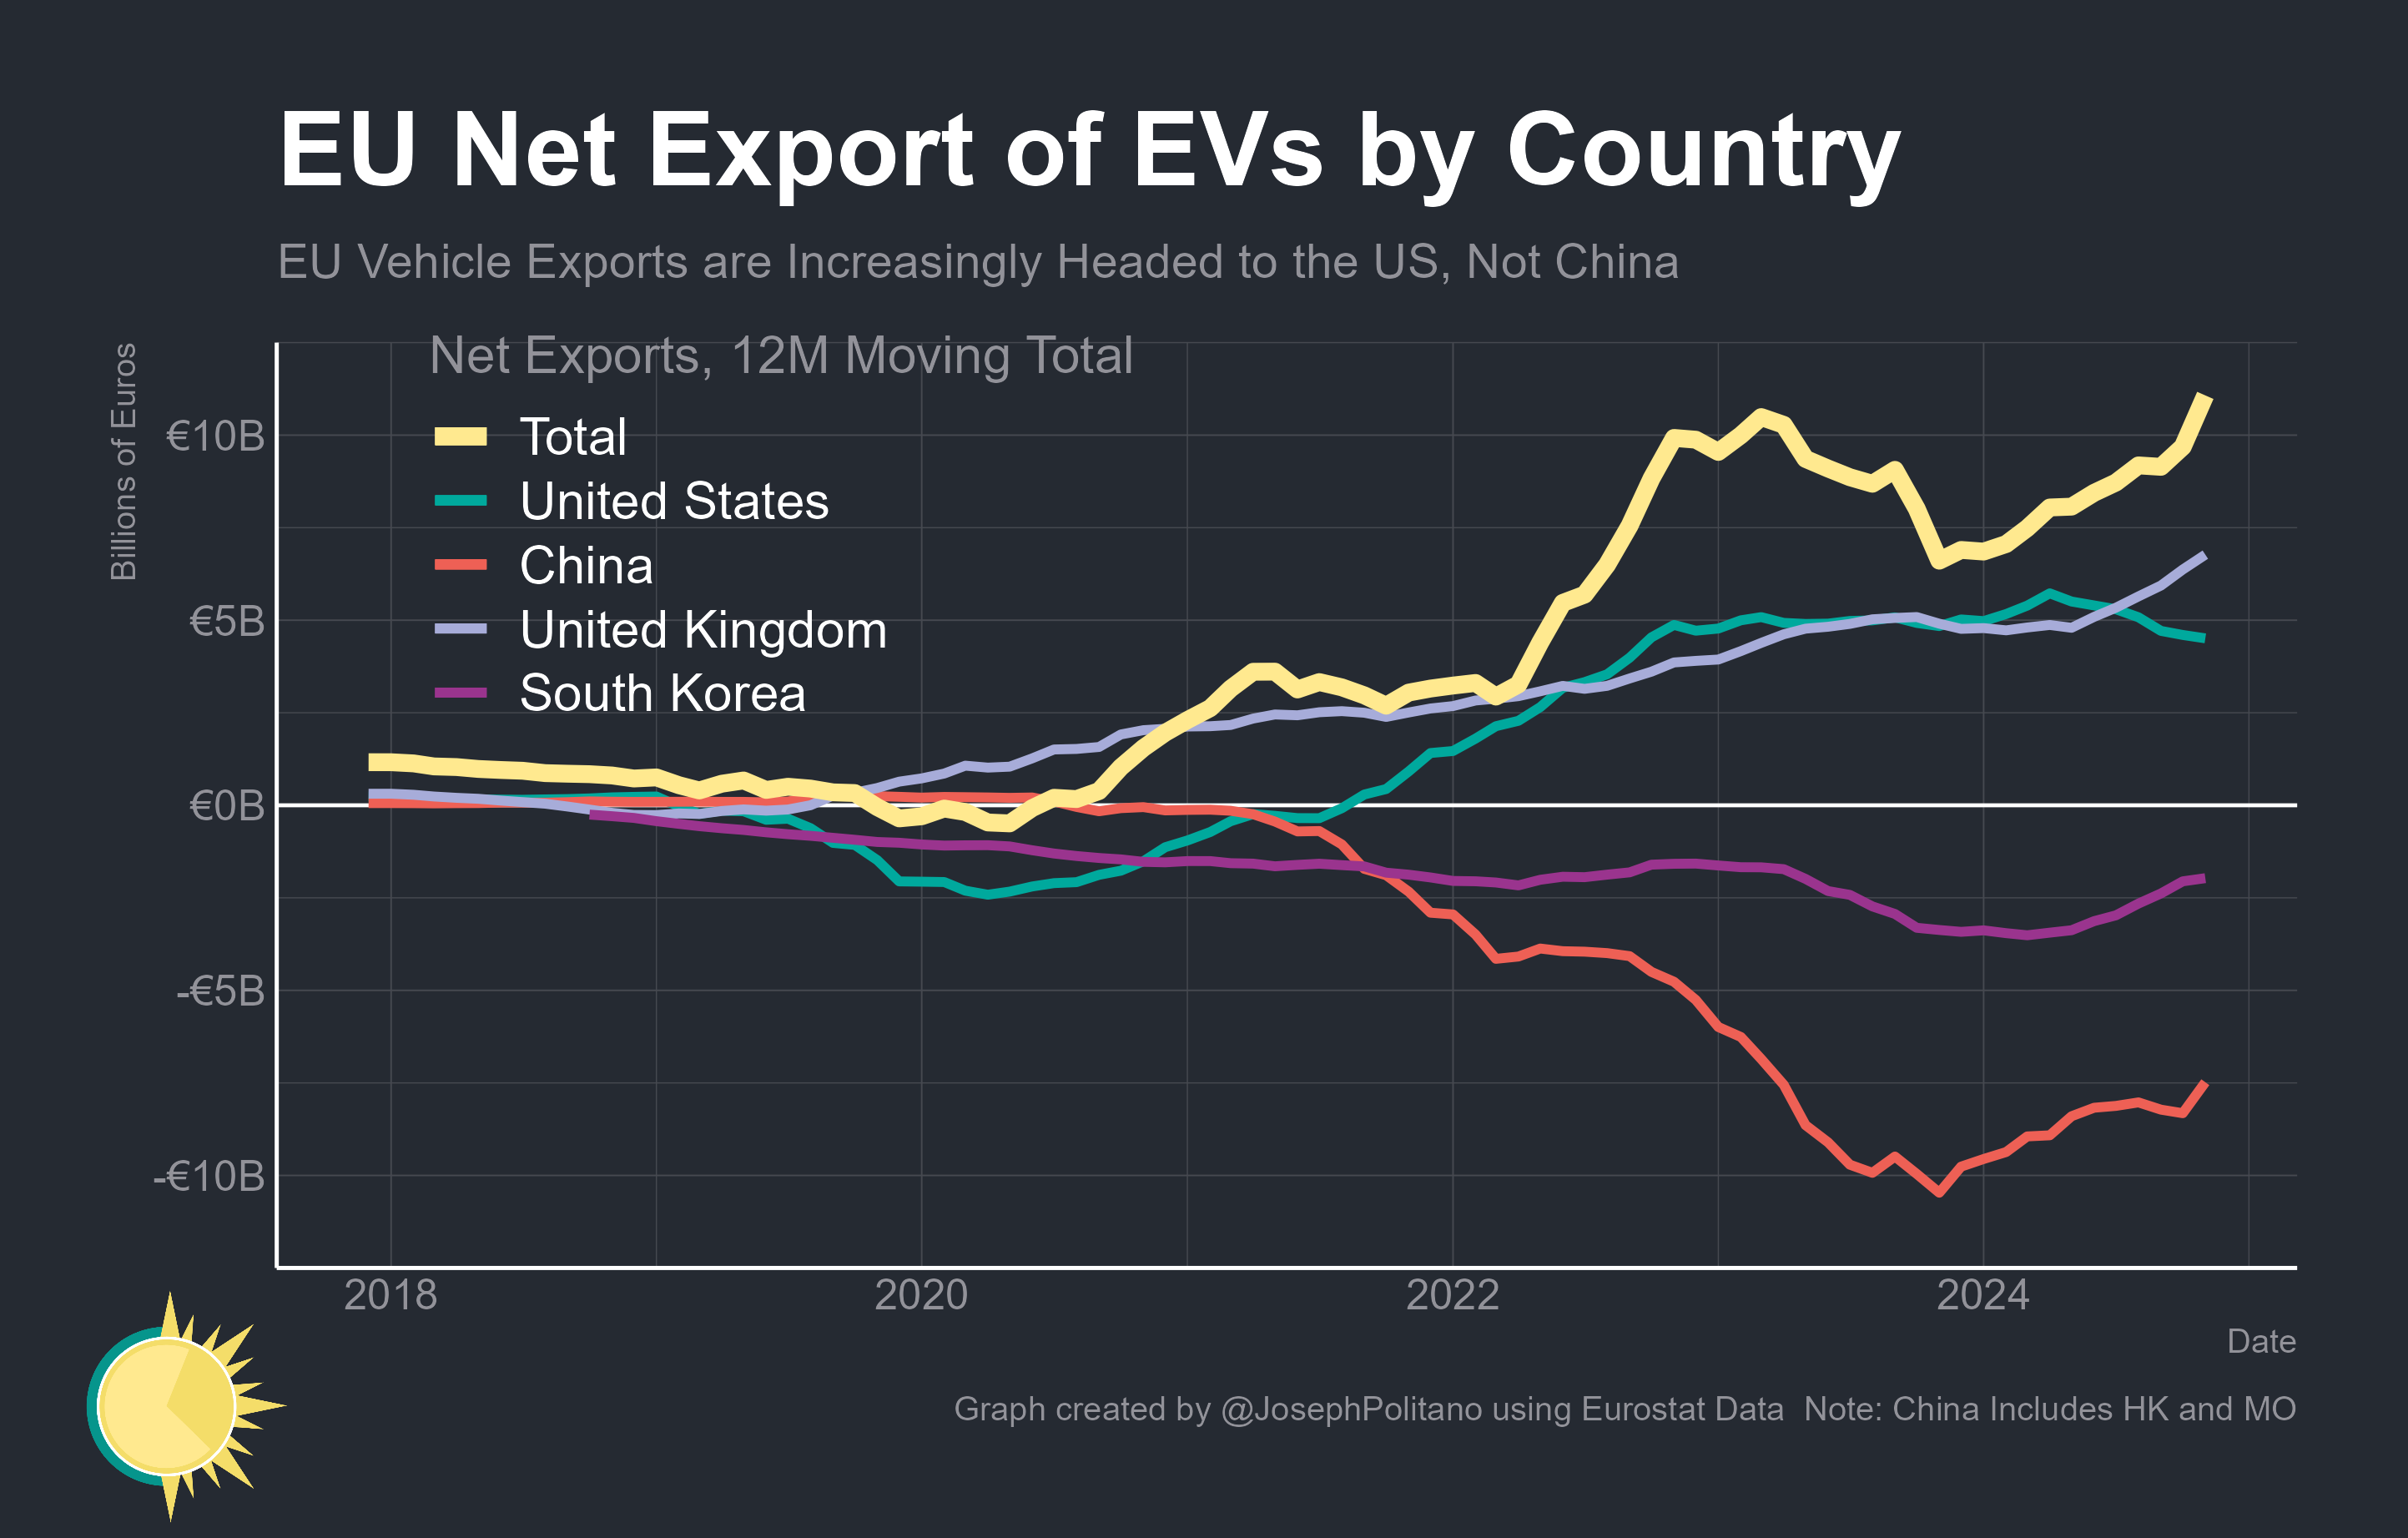 EU Net Export of EVs by Country
EU Vehicle Exports are Increasingly Headed to the US, Not China
Billions of Euros
Net Exports, 12M Moving Total
Total
United States
China
United Kingdom
South Korea
€10B
€5B
€0B
-€5B
-€10B
2018 2020 2022 2024
Date
Graph created by @JosephPolitano using Eurostat Data Note: China Includes HK and MO